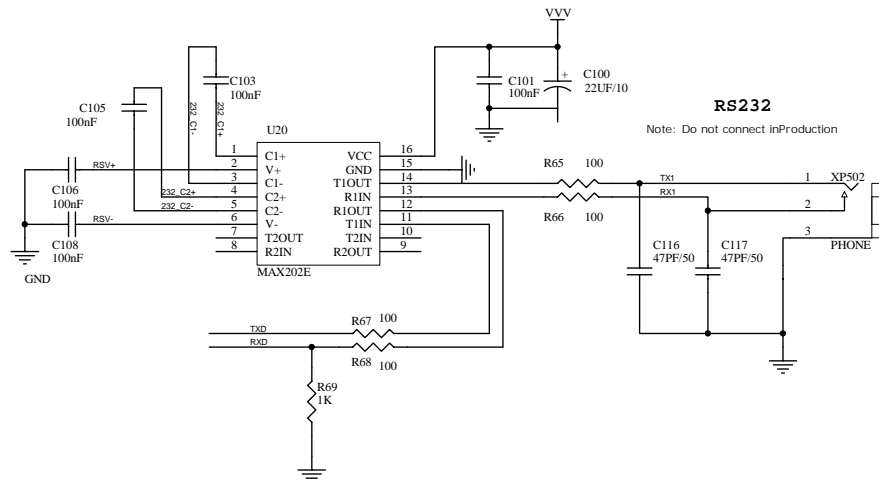 VVV
C103
100nF
232_C1-
232_C1+
C105
100nF
C101
100nF
+
C100
22UF/10
RS232
Note: Do not connect inProduction
U20
1 C1+ VCC 16
2 V+ GND 15
3 C1- T1OUT 14
4 C2+ R1IN 13
5 C2- R1OUT 12
6 V- T1IN 11
7 T2OUT T2IN 10
8 R2IN R2OUT 9
MAX202E
RSV+
C106
100nF
232_C2+
232_C2-
RSV-
C108
100nF
GND
R65 100
TX1
1
XP502
RX1
R66 100
2
3
PHONE
C116
47PF/50
C117
47PF/50
TXD
R67 100
RXD
R68 100
R69
1K